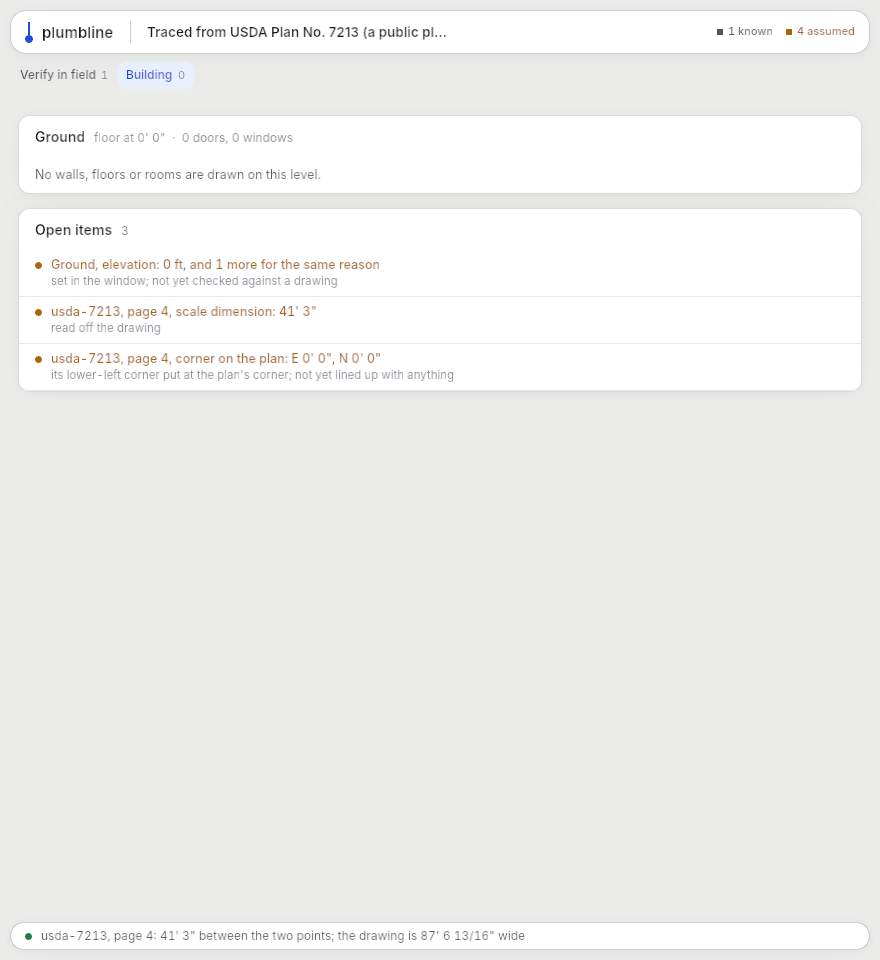 plumbline
Traced from USDA Plan No. 7213 (a public pl...
1 known
4 assumed
Verify in field 1
Building 0
Ground floor at 0' 0" · 0 doors, 0 windows
No walls, floors or rooms are drawn on this level.
Open items 3
Ground, elevation: 0 ft, and 1 more for the same reason
set in the window; not yet checked against a drawing
usda-7213, page 4, scale dimension: 41' 3"
read off the drawing
usda-7213, page 4, corner on the plan: E 0' 0", N 0' 0"
its lower-left corner put at the plan's corner; not yet lined up with anything
usda-7213, page 4: 41' 3" between the two points; the drawing is 87' 6 13/16" wide